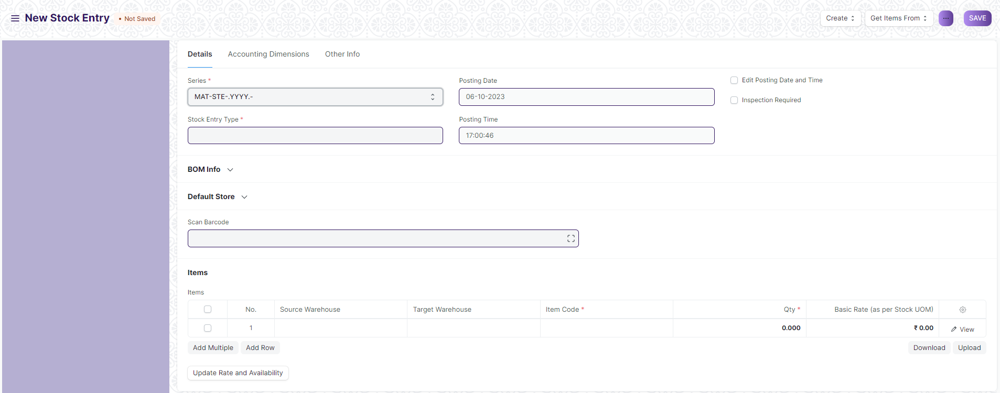 New Stock Entry • Not Saved Create Get Items From ... SAVE
Details Accounting Dimensions Other Info
Series * Posting Date Edit Posting Date and Time
MAT-STE-.YYYY.- 06-10-2023 Inspection Required
Stock Entry Type * Posting Time
17:00:46
BOM Info
Default Store
Scan Barcode
Items
Items
No. Source Warehouse Target Warehouse Item Code * Qty * Basic Rate (as per Stock UOM)
1 0.000 ₹ 0.00 View
Add Multiple Add Row Download Upload
Update Rate and Availability